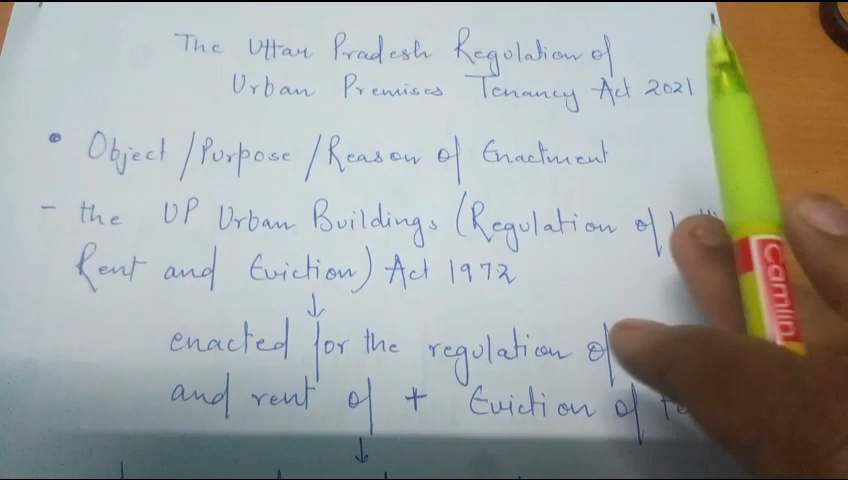 The Uttar Pradesh Regulation of
Urban Premises Tenancy Act 2021
• Object/Purpose/Reason of Enactment
- the UP Urban Buildings (Regulation of
Rent and Eviction) Act 1972
↓
enacted for the regulation of
and rent of + Eviction of
↓
Camlin